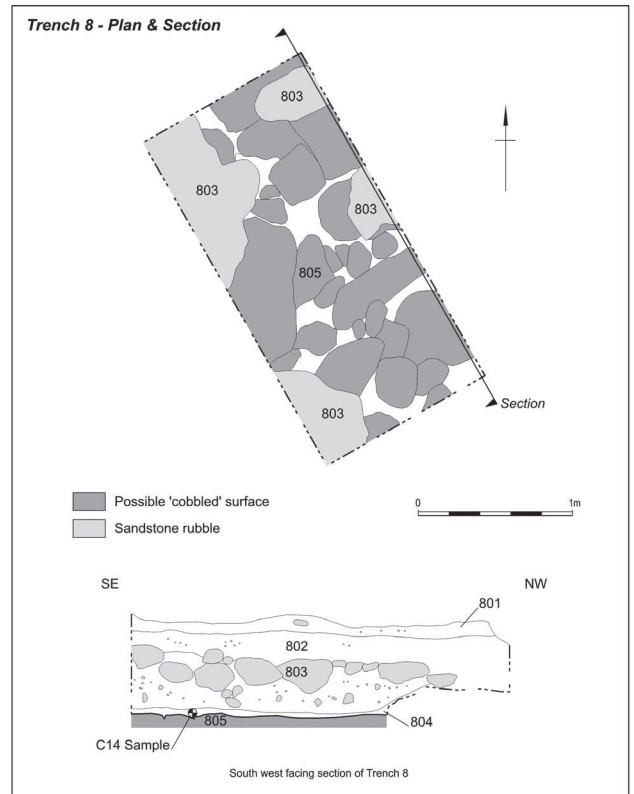 Trench 8 - Plan & Section
803
803
803
805
803
Section
Possible 'cobbled' surface
Sandstone rubble
0 1m
SE NW
801
802
803
805 804
C14 Sample
South west facing section of Trench 8